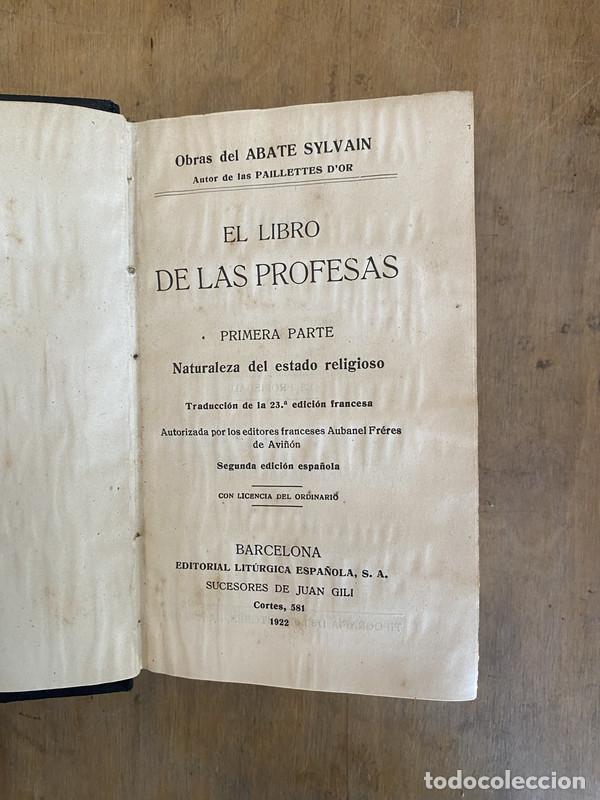 Obras del ABATE SYLVAIN
Autor de las PAILLETTES D'OR
EL LIBRO
DE LAS PROFESAS
PRIMERA PARTE
Naturaleza del estado religioso
Traducción de la 23.ª edición francesa
Autorizada por los editores franceses Aubanel Fréres
de Aviñón
Segunda edición española
CON LICENCIA DEL ORDINARIO
BARCELONA
EDITORIAL LITÚRGICA ESPAÑOLA, S. A.
SUCESORES DE JUAN GILI
Cortes, 581
1922
todocoleccion